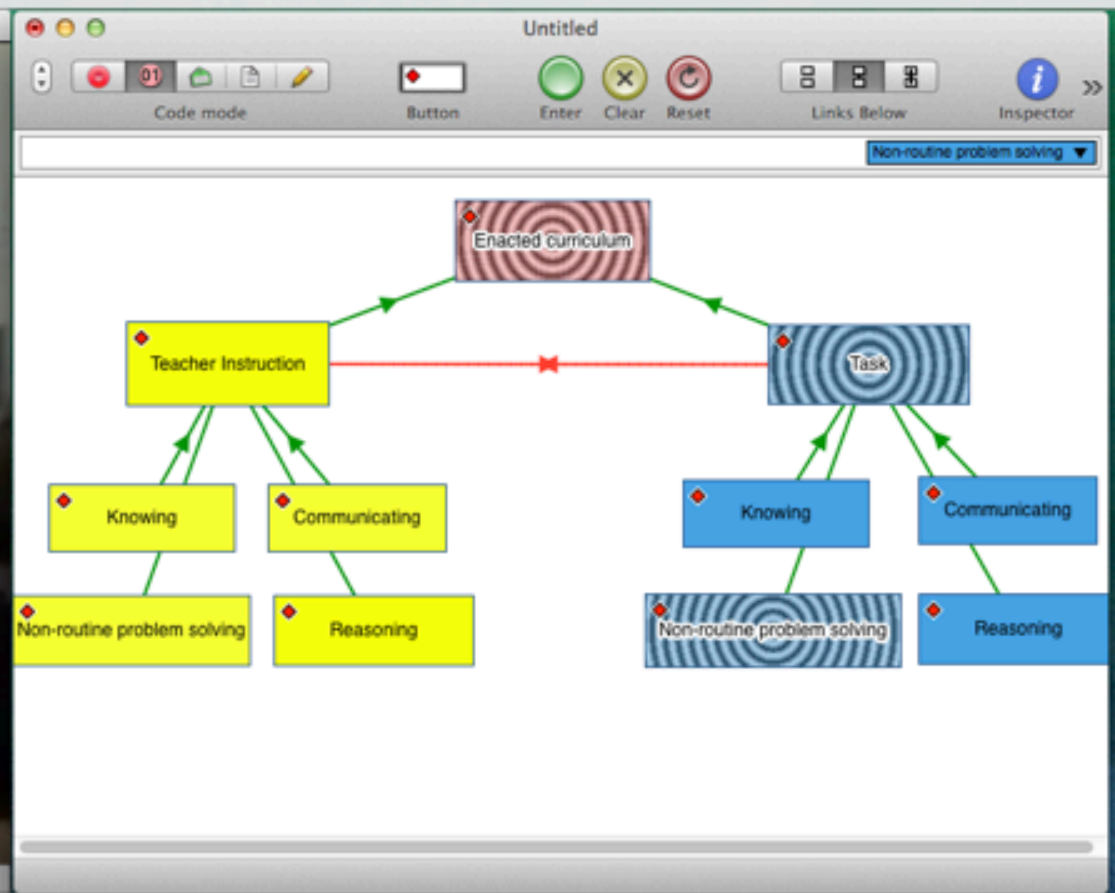 Untitled
01
Code mode
Button
Enter
Clear
Reset
Links Below
i
Inspector
Non-routine problem solving
Enacted curriculum
Teacher Instruction
Task
Knowing
Communicating
Knowing
Communicating
Non-routine problem solving
Reasoning
Non-routine problem solving
Reasoning